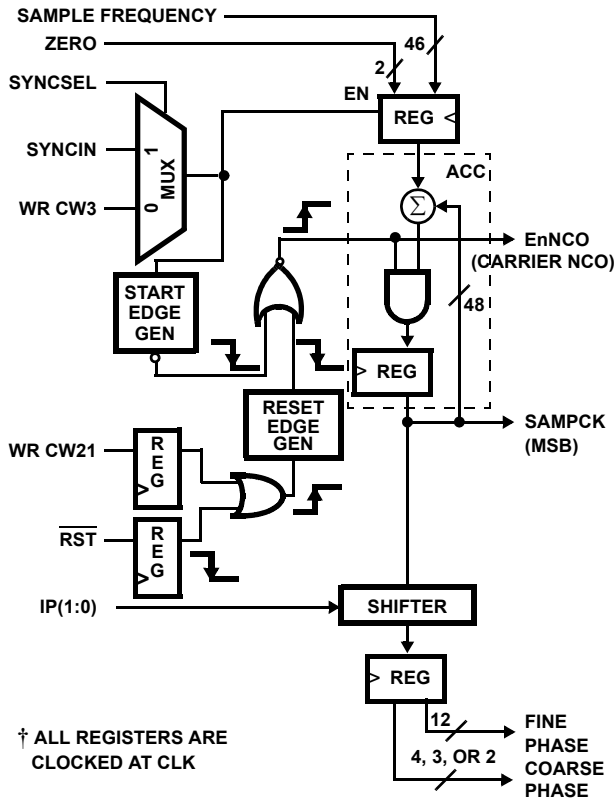 SAMPLE FREQUENCY
ZERO
46
2
SYNCSEL
EN
REG
SYNCIN
1
MUX
0
WR CW3
ACC
Σ
EnNCO
(CARRIER NCO)
START
EDGE
GEN
48
REG
RESET
EDGE
GEN
SAMPCK
(MSB)
WR CW21
REG
RST
REG
IP(1:0)
SHIFTER
REG
12
FINE
PHASE
4, 3, OR 2
COARSE
PHASE
† ALL REGISTERS ARE
CLOCKED AT CLK